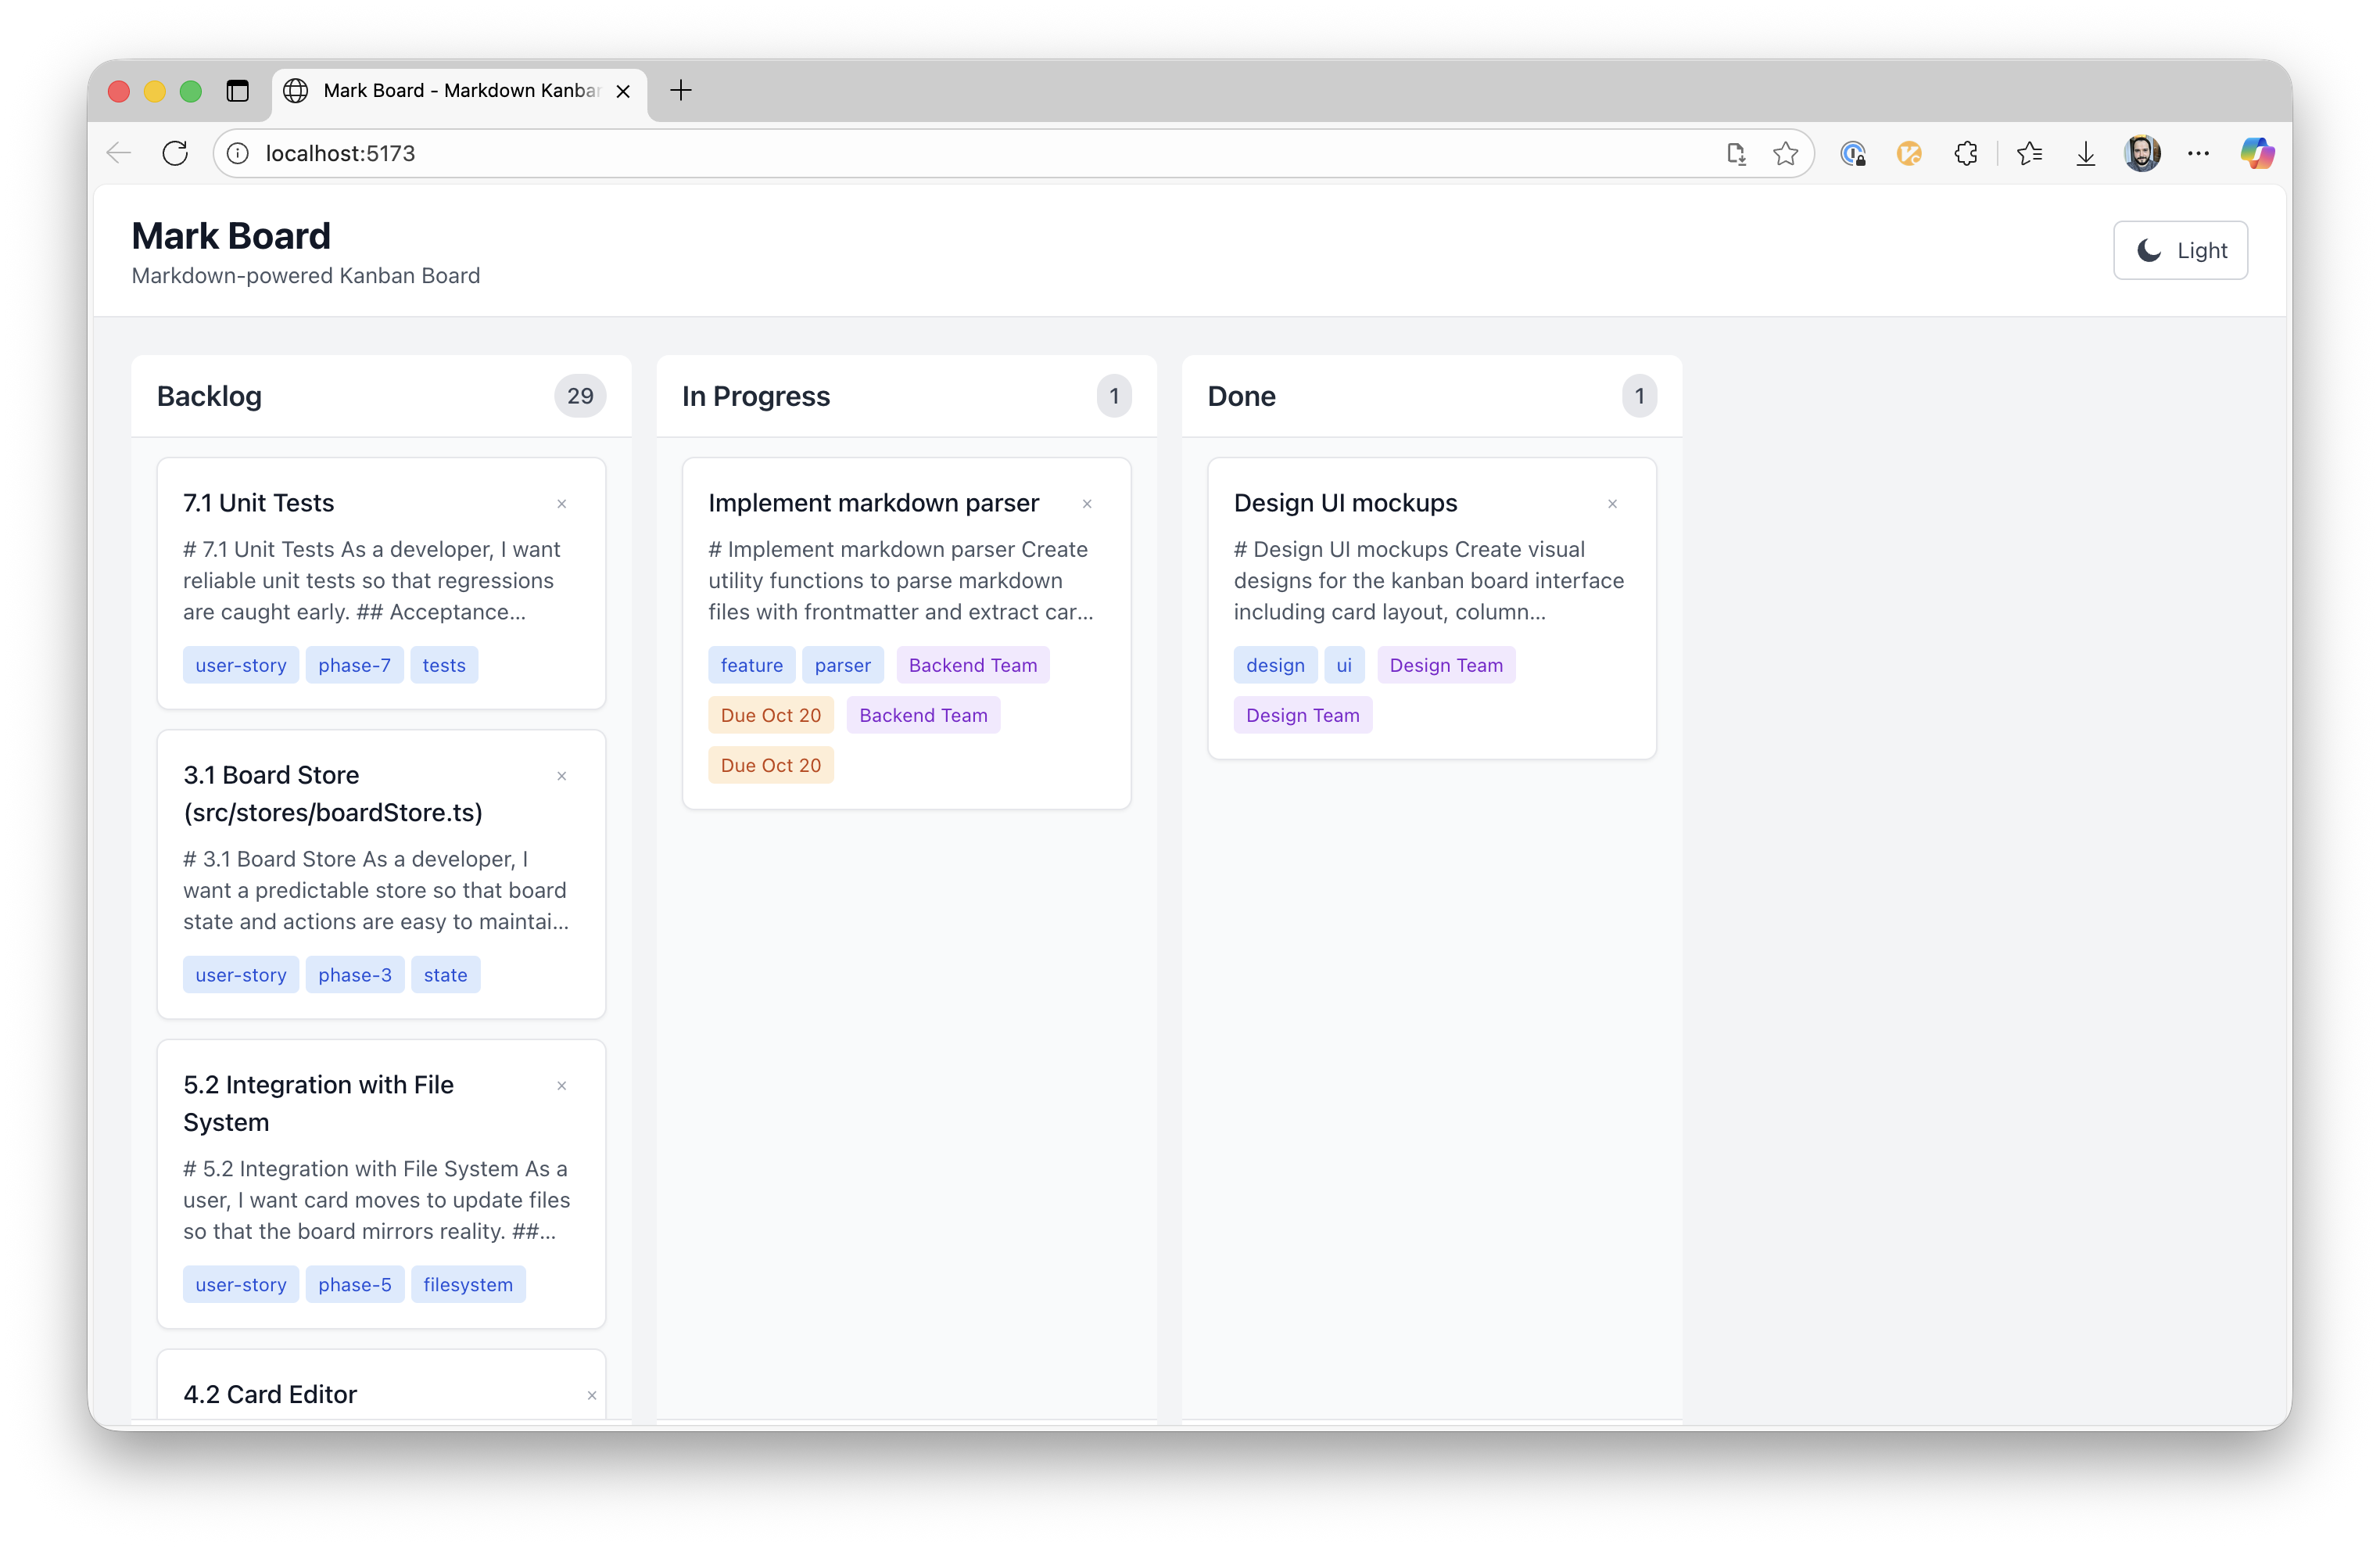 Mark Board - Markdown Kanban
localhost:5173
Mark Board
Markdown-powered Kanban Board
Light
Backlog
29
7.1 Unit Tests
×
# 7.1 Unit Tests As a developer, I want
reliable unit tests so that regressions
are caught early. ## Acceptance...
user-story phase-7 tests
3.1 Board Store
(src/stores/boardStore.ts)
×
# 3.1 Board Store As a developer, I
want a predictable store so that board
state and actions are easy to maintai...
user-story phase-3 state
5.2 Integration with File
System
×
# 5.2 Integration with File System As a
user, I want card moves to update files
so that the board mirrors reality. ##...
user-story phase-5 filesystem
4.2 Card Editor
×
In Progress
1
Implement markdown parser
×
# Implement markdown parser Create
utility functions to parse markdown
files with frontmatter and extract car...
feature parser Backend Team
Due Oct 20 Backend Team
Due Oct 20
Done
1
Design UI mockups
×
# Design UI mockups Create visual
designs for the kanban board interface
including card layout, column...
design ui Design Team
Design Team